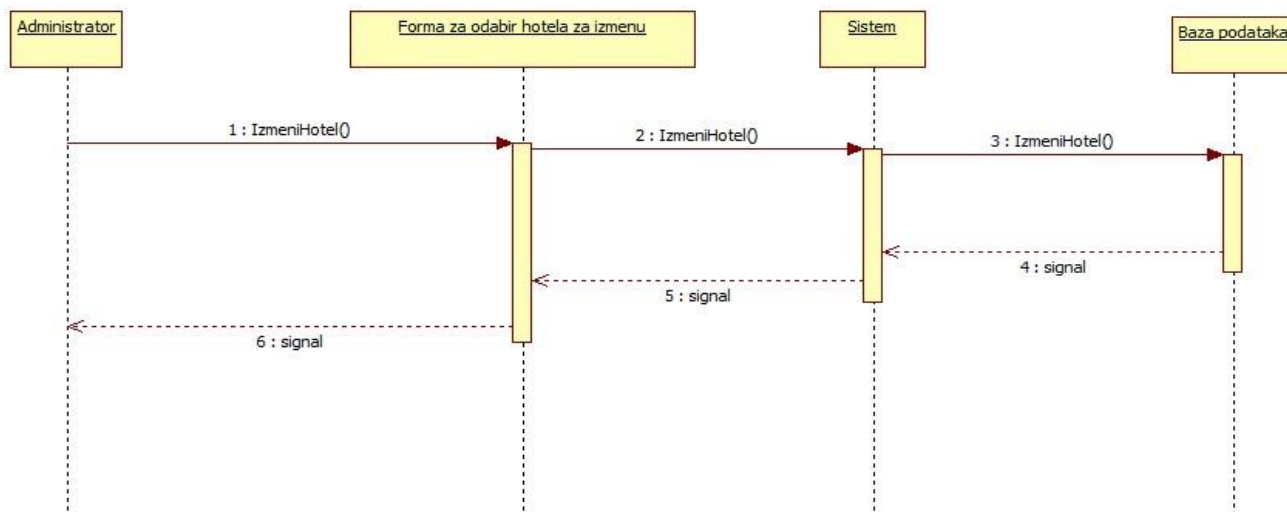 Administrator
Forma za odabir hotela za izmenu
Sistem
Baza podataka
1 : IzmeniHotel()
2 : IzmeniHotel()
3 : IzmeniHotel()
4 : signal
5 : signal
6 : signal